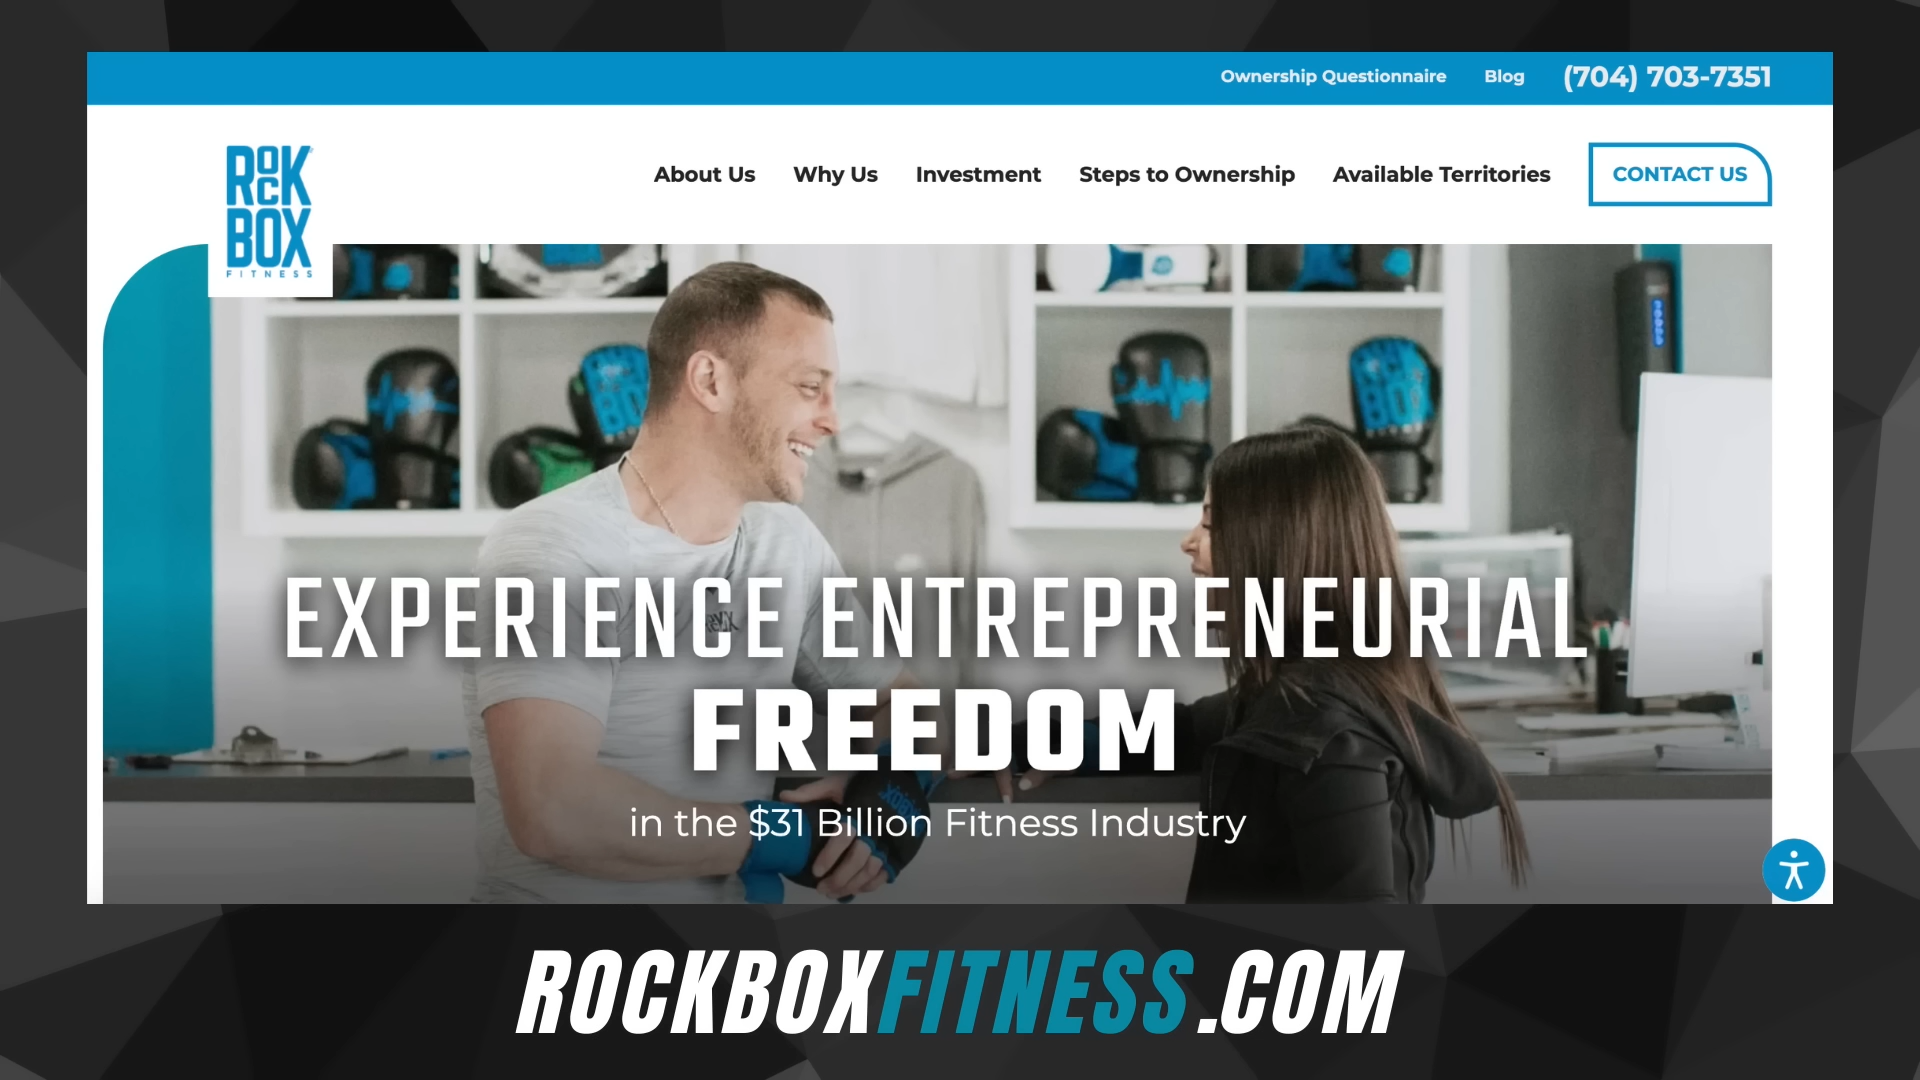 Ownership Questionnaire Blog (704) 703-7351
ROCK
BOX
FITNESS
About Us Why Us Investment Steps to Ownership Available Territories CONTACT US
EXPERIENCE ENTREPRENEURIAL
FREEDOM
in the $31 Billion Fitness Industry
ROCKBOXFITNESS.COM